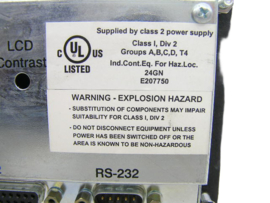 Supplied by class 2 power supply
LCD
Contrast
C UL US
LISTED
Class I, Div 2
Groups A,B,C,D, T4
Ind.Cont.Eq. For Haz.Loc.
24GN
E207750
WARNING - EXPLOSION HAZARD
- SUBSTITUTION OF COMPONENTS MAY IMPAIR
SUITABILITY FOR CLASS I, DIV 2
- DO NOT DISCONNECT EQUIPMENT UNLESS
POWER HAS BEEN SWITCHED OFF OR THE
AREA IS KNOWN TO BE NON-HAZARDOUS
RS-232